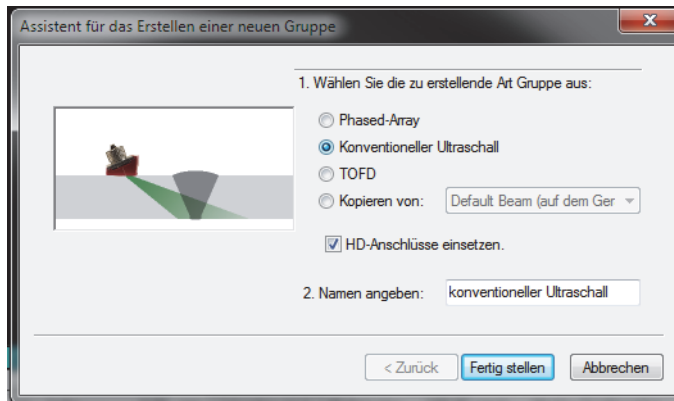 Assistent für das Erstellen einer neuen Gruppe
1. Wählen Sie die zu erstellende Art Gruppe aus:
Phased-Array
Konventioneller Ultraschall
TOFD
Kopieren von: Default Beam (auf dem Ger
HD-Anschlüsse einsetzen.
2. Namen angeben: konventioneller Ultraschall
< Zurück Fertig stellen Abbrechen